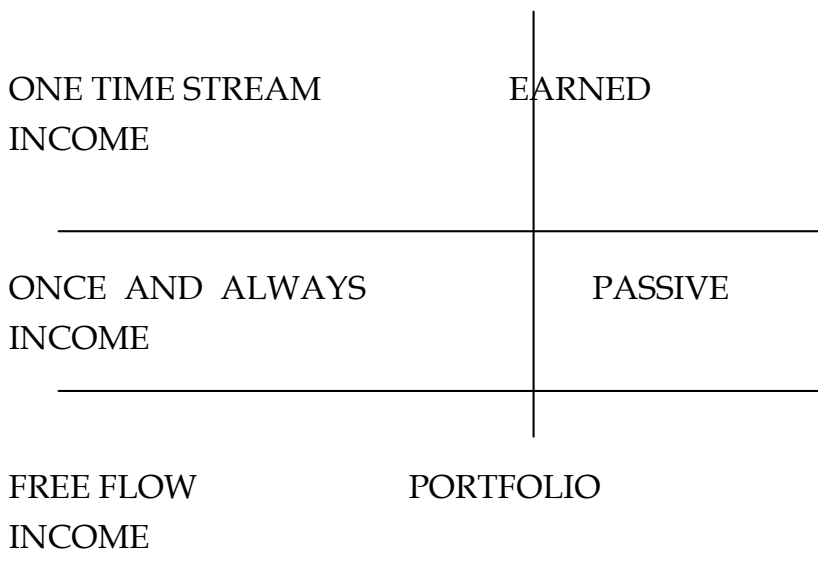 ONE TIME STREAM EARNED
INCOME
ONCE AND ALWAYS PASSIVE
INCOME
FREE FLOW PORTFOLIO
INCOME